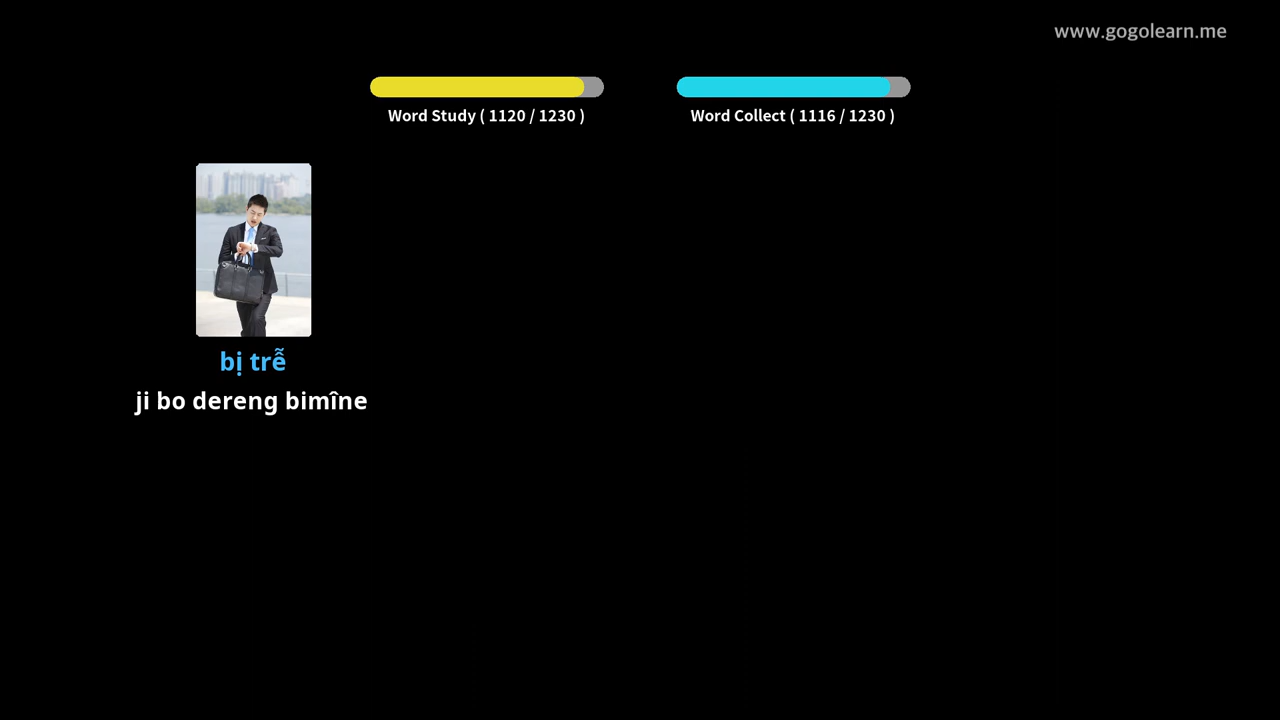 www.gogolearn.me
Word Study ( 1120 / 1230 )
Word Collect ( 1116 / 1230 )
bị trễ
ji bo dereng bimîne